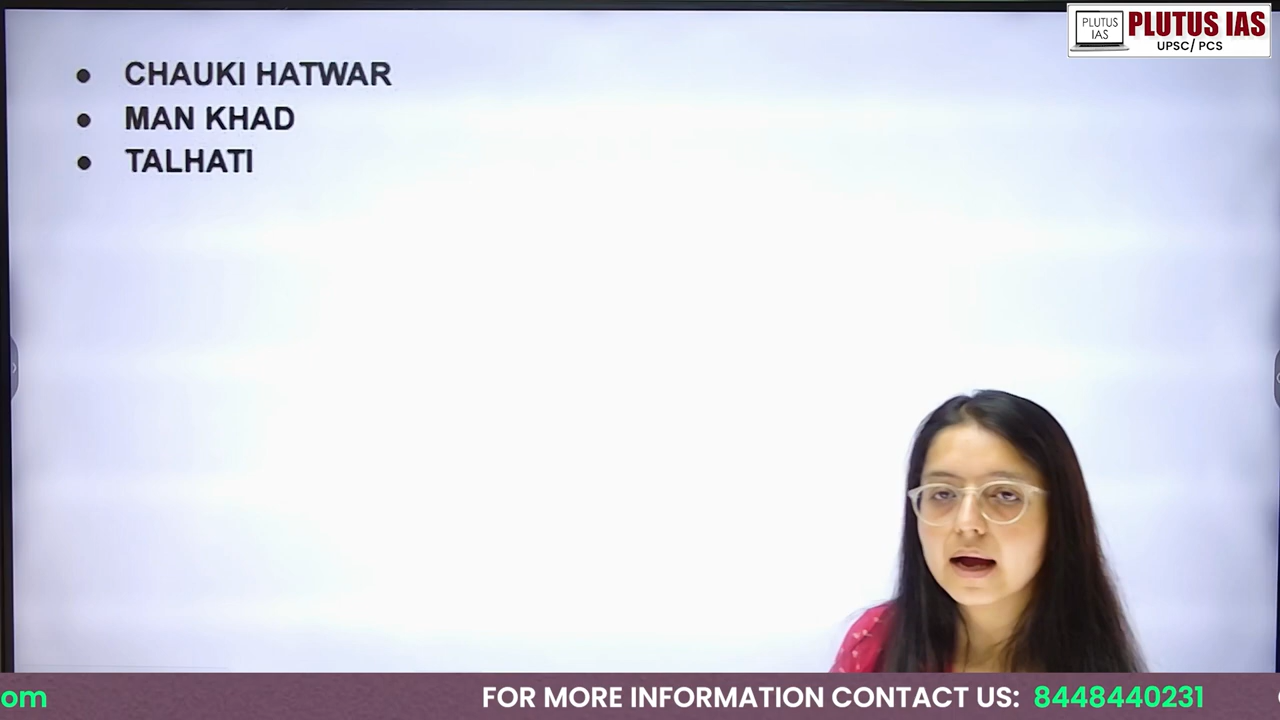 PLUTUS IAS
PLUTUS IAS
UPSC/ PCS
• CHAUKI HATWAR
• MAN KHAD
• TALHATI
om
FOR MORE INFORMATION CONTACT US: 8448440231